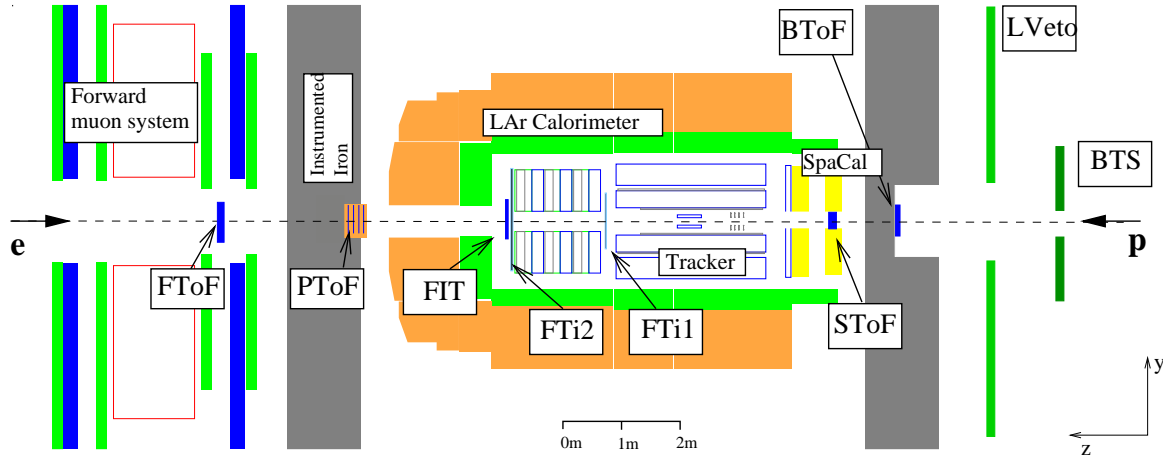 BToF
LVeto
Forward
muon system
Instrumented
Iron
LAr Calorimeter
SpaCal
BTS
e
p
FToF
PToF
FIT
FTi2
FTi1
Tracker
SToF
y
z
0m 1m 2m